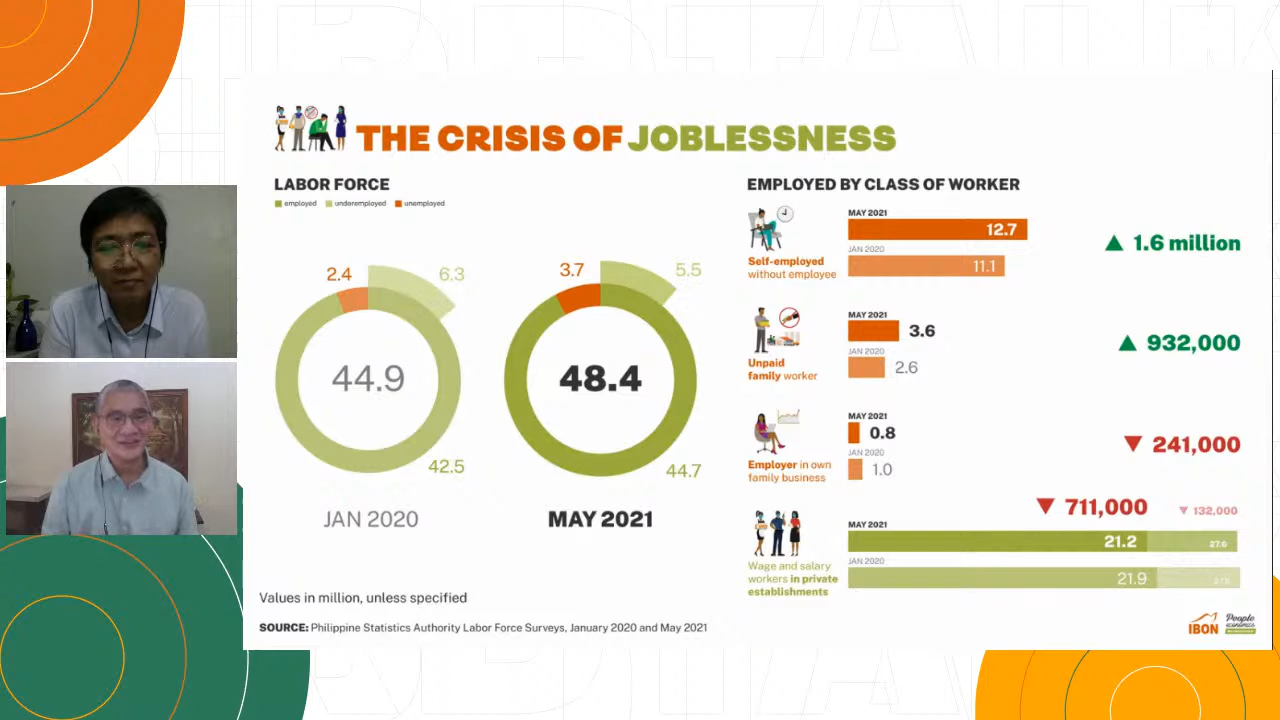 THE CRISIS OF JOBLESSNESS
LABOR FORCE
employed underemployed unemployed
2.4
6.3
44.9
42.5
JAN 2020
3.7
5.5
48.4
44.7
MAY 2021
Values in million, unless specified
SOURCE: Philippine Statistics Authority Labor Force Surveys, January 2020 and May 2021
EMPLOYED BY CLASS OF WORKER
Self-employed
without employee
MAY 2021
12.7
JAN 2020
11.1
▲ 1.6 million
Unpaid
family worker
MAY 2021
3.6
JAN 2020
2.6
▲ 932,000
Employer in own
family business
MAY 2021
0.8
JAN 2020
1.0
▼ 241,000
Wage and salary
workers in private
establishments
▼ 711,000 ▼ 132,000
MAY 2021
21.2 27.6
JAN 2020
21.9
IBON
People
economics